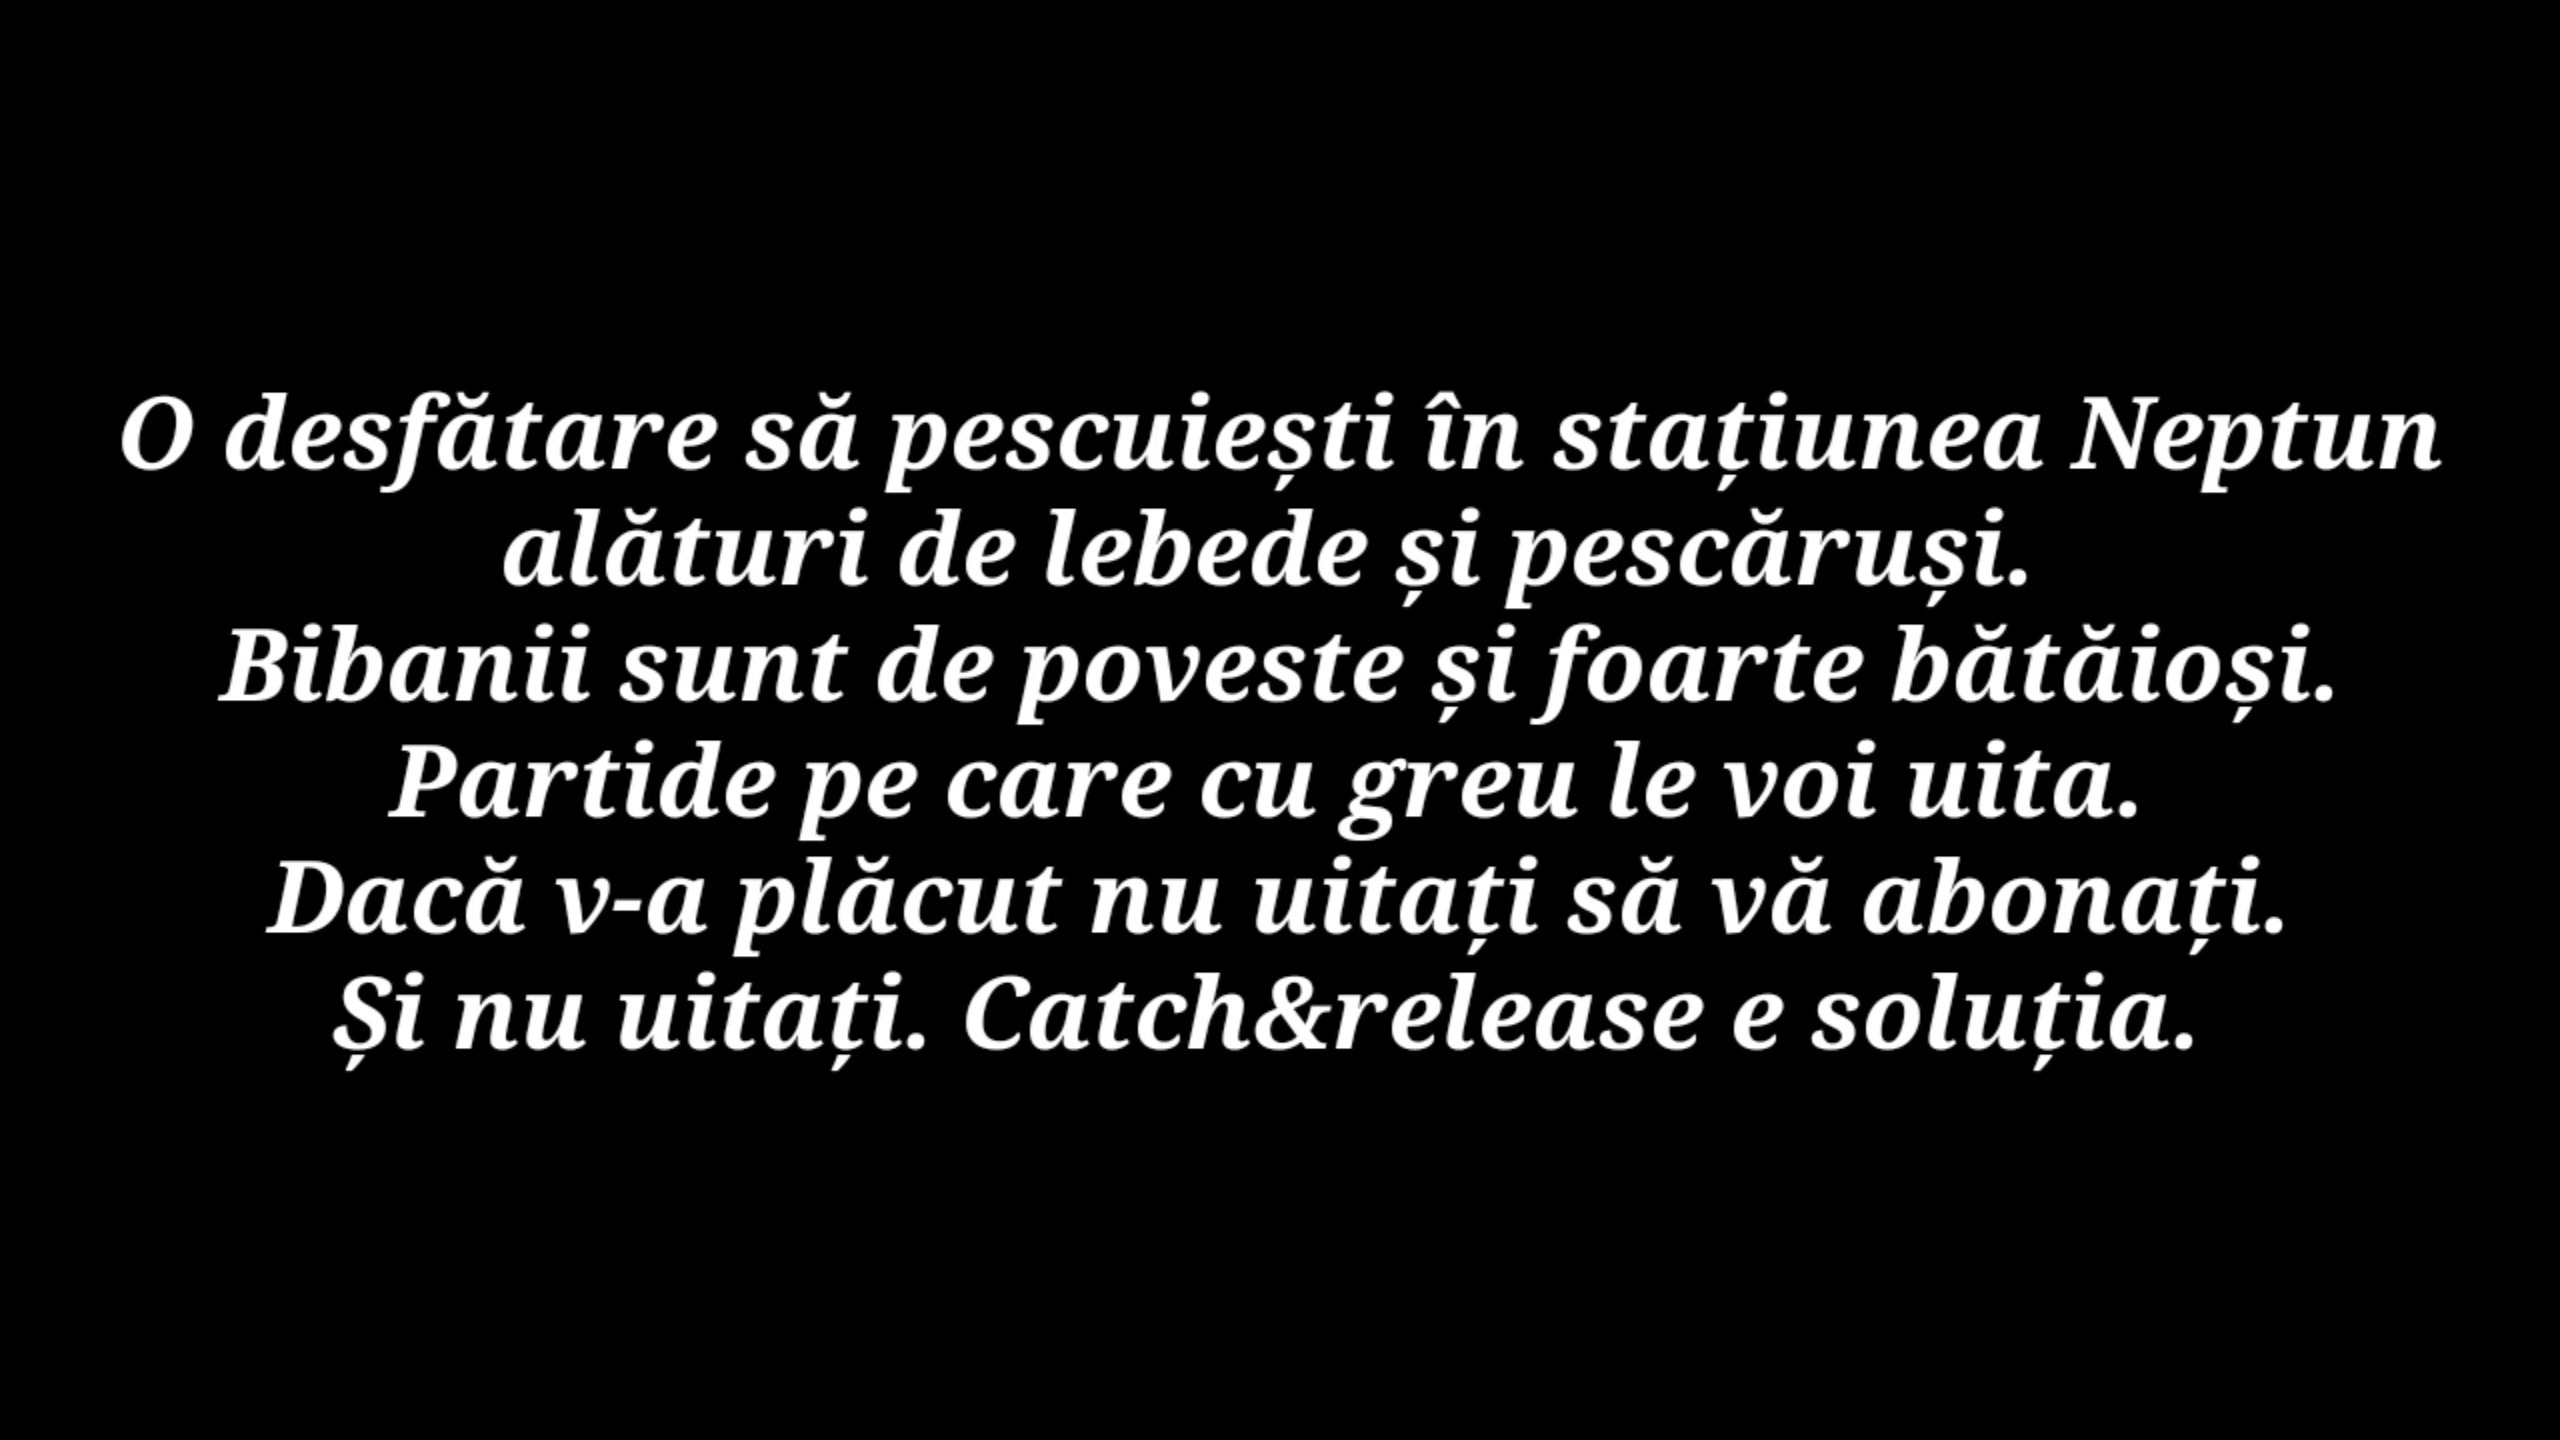 O desfătare să pescuiești în stațiunea Neptun
alături de lebede și pescăruși.
Bibanii sunt de poveste și foarte bătăioși.
Partide pe care cu greu le voi uita.
Dacă v-a plăcut nu uitați să vă abonați.
Și nu uitați. Catch&release e soluția.